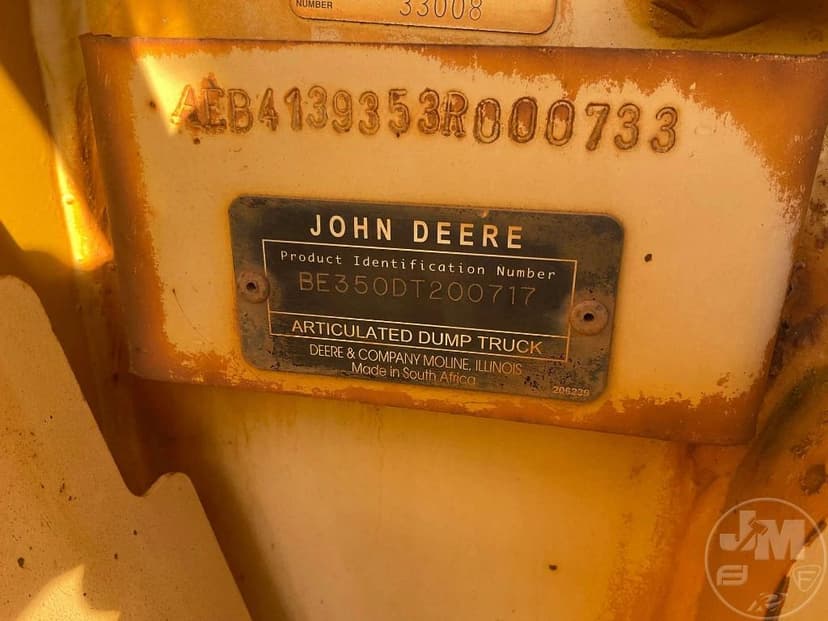 NUMBER 33008
AEB4139353R000733
JOHN DEERE
Product Identification Number
BE350DT200717
ARTICULATED DUMP TRUCK
DEERE & COMPANY MOLINE, ILLINOIS
Made in South Africa
206239
JM
F